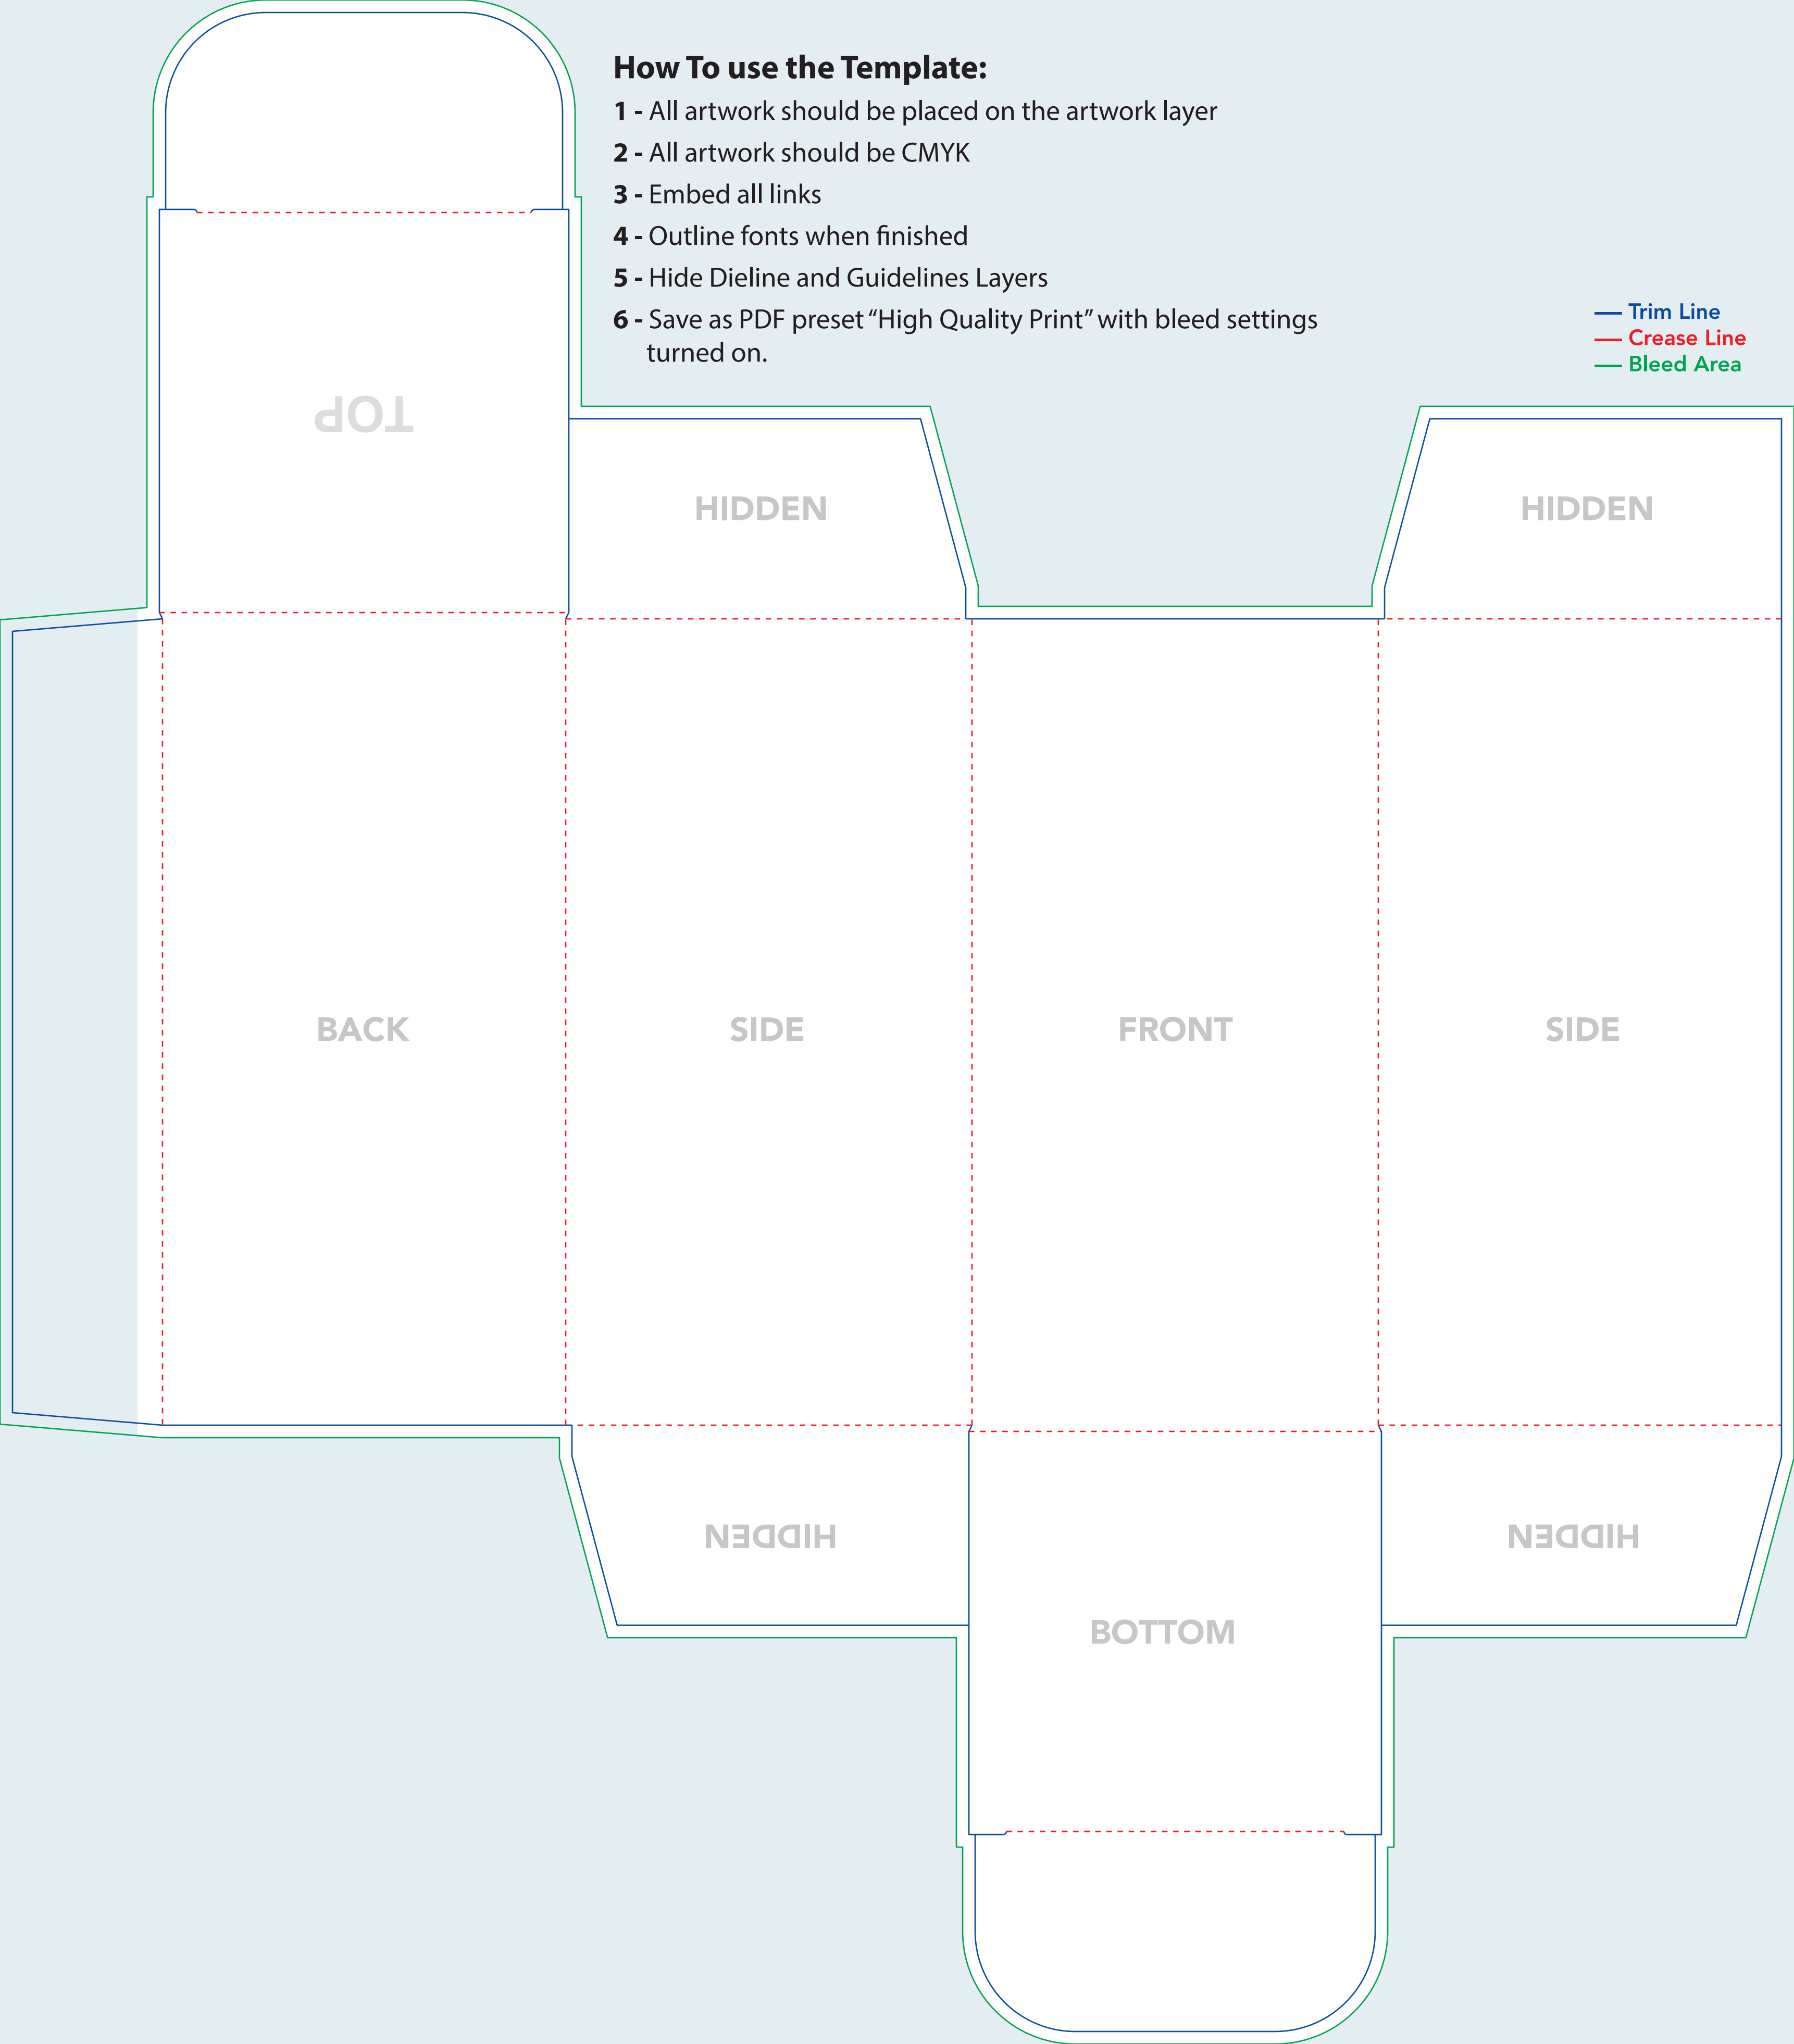 How To use the Template:
1 - All artwork should be placed on the artwork layer
2 - All artwork should be CMYK
3 - Embed all links
4 - Outline fonts when finished
5 - Hide Dieline and Guidelines Layers
6 - Save as PDF preset “High Quality Print” with bleed settings
turned on.
Trim Line
Crease Line
Bleed Area
TOP
HIDDEN
HIDDEN
BACK
SIDE
FRONT
SIDE
HIDDEN
HIDDEN
BOTTOM